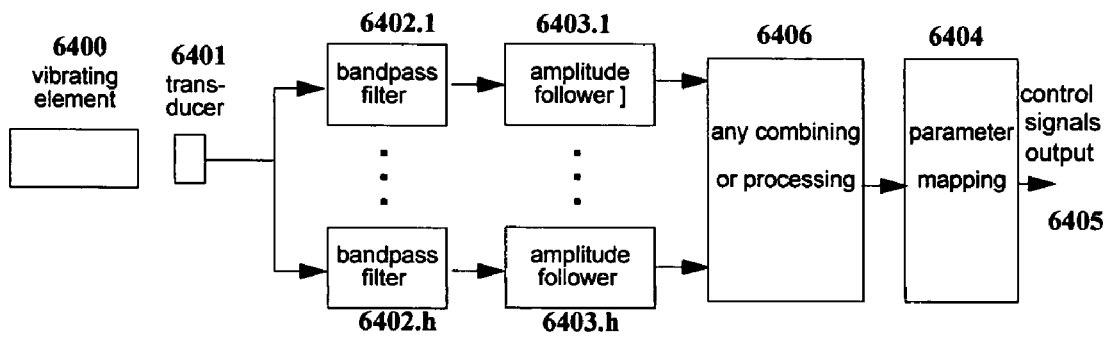 6400
vibrating
element
6401
trans-
ducer
6402.1
bandpass
filter
6403.1
amplitude
follower ]
6406
any combining
or processing
6404
parameter
mapping
control
signals
output
6405
bandpass
filter
6402.h
amplitude
follower
6403.h